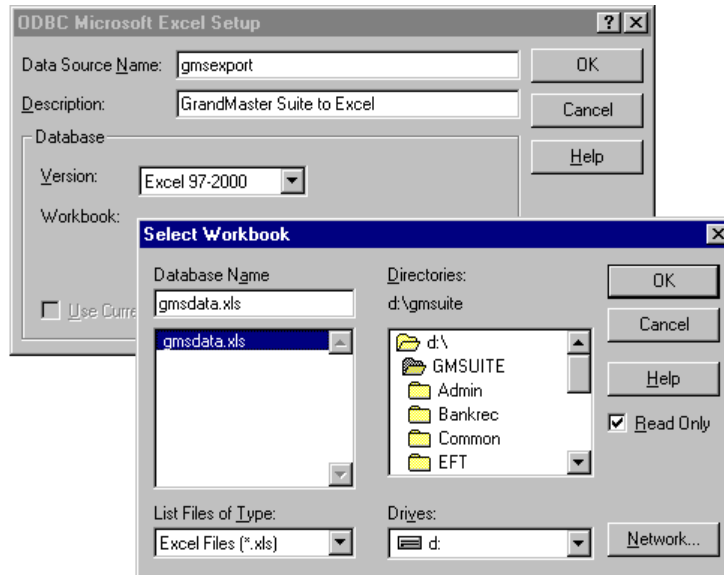 ODBC Microsoft Excel Setup
Data Source Name: gmsexport
OK
Description: GrandMaster Suite to Excel
Cancel
Database
Help
Version: Excel 97-2000
Workbook:
Use Curre
Select Workbook
Database Name
gmsdata.xls
gmsdata.xls
Directories:
d:\gmsuite
d:\
GMSUITE
Admin
Bankrec
Common
EFT
OK
Cancel
Help
Read Only
List Files of Type:
Excel Files (*.xls)
Drives:
d:
Network...